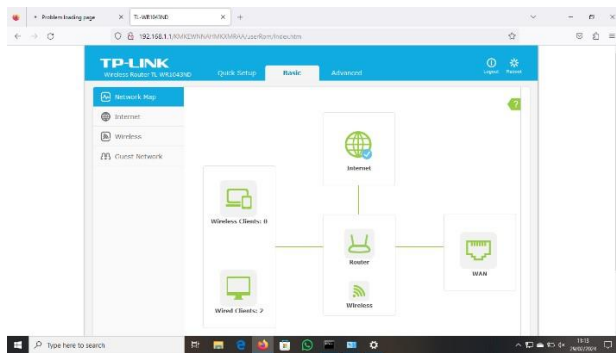 Problem loading page
TL-WR1043ND
192.168.1.1
TP-LINK
Wireless Router TL-WR1043ND
Quick Setup
Basic
Advanced
Logout
Reboot
Network Map
Internet
Wireless
Guest Network
?
Internet
Wireless Clients: 0
Router
WAN
Wired Clients: 2
Wireless
Type here to search